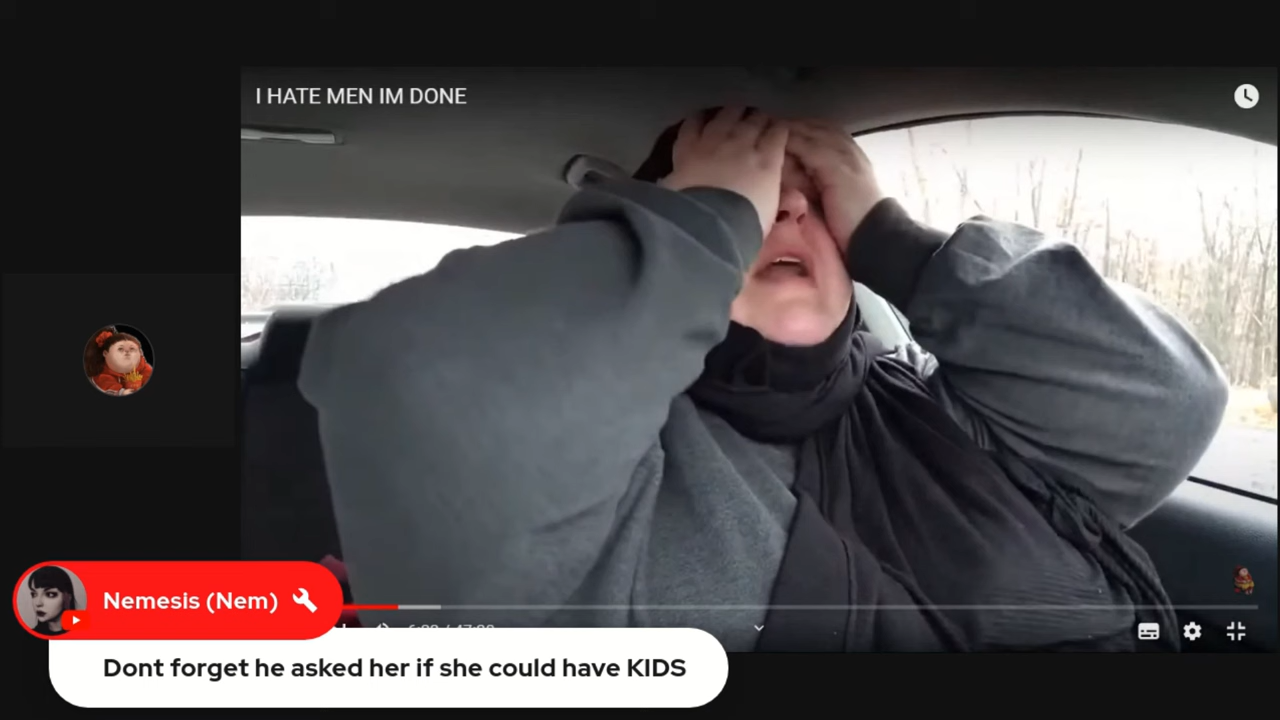 I HATE MEN IM DONE
Nemesis (Nem)
Dont forget he asked her if she could have KIDS